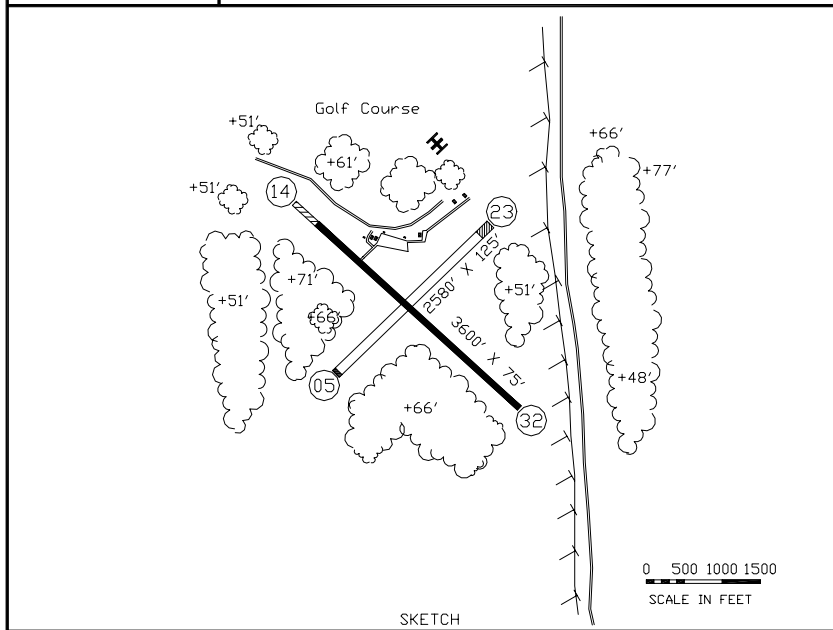 Golf Course
+51'
+66'
+61'
+77'
+51'
14
23
2580' X 125'
+71'
+51'
+51'
+66'
3600' X 75'
05
+48'
+66'
32
0 500 1000 1500
SCALE IN FEET
SKETCH